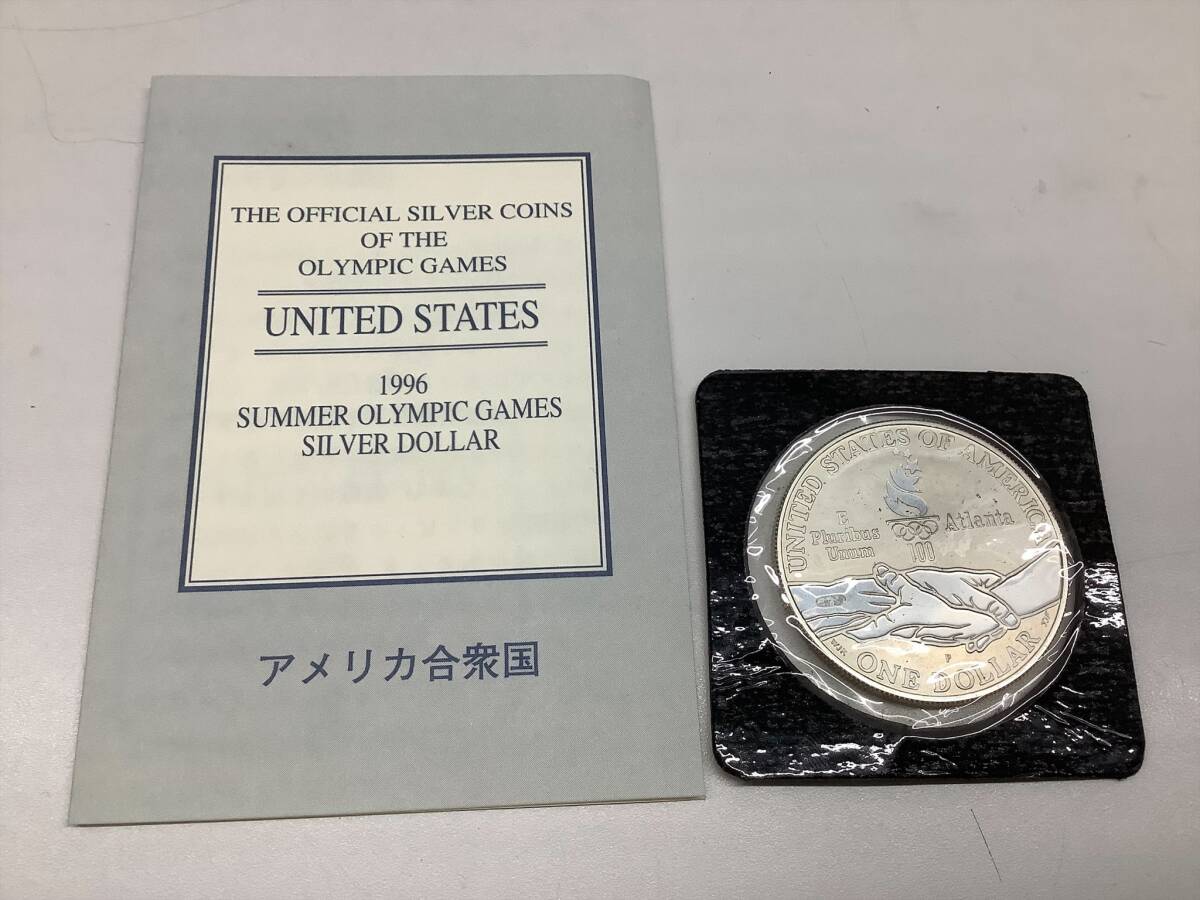 THE OFFICIAL SILVER COINS
OF THE
OLYMPIC GAMES
UNITED STATES
1996
SUMMER OLYMPIC GAMES
SILVER DOLLAR
アメリカ合衆国
UNITED STATES OF AMERICA
E
Pluribus
Unum
Atlanta
100
P
ONE DOLLAR